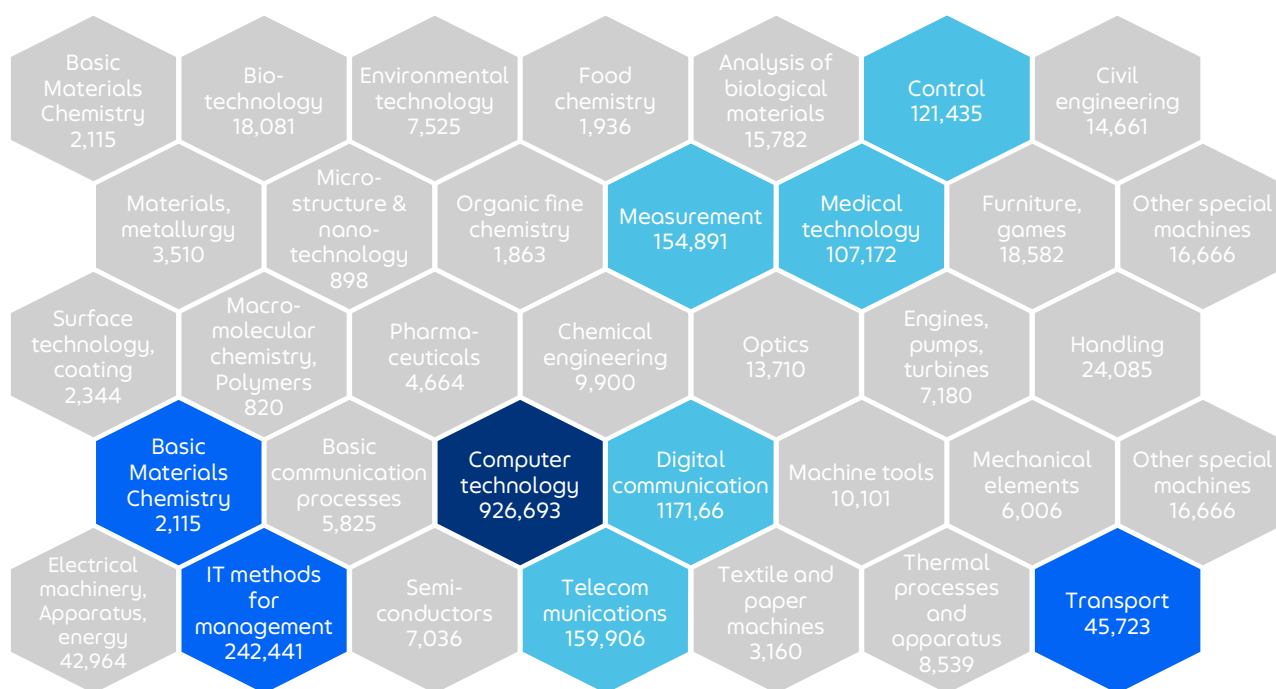 Basic
Materials
Chemistry
2,115
Bio-
technology
18,081
Environmental
technology
7,525
Food
chemistry
1,936
Analysis of
biological
materials
15,782
Control
121,435
Civil
engineering
14,661
Materials,
metallurgy
3,510
Micro-
structure &
nano-
technology
898
Organic fine
chemistry
1,863
Measurement
154,891
Medical
technology
107,172
Furniture,
games
18,582
Other special
machines
16,666
Surface
technology,
coating
2,344
Macro-
molecular
chemistry,
Polymers
820
Pharma-
ceuticals
4,664
Chemical
engineering
9,900
Optics
13,710
Engines,
pumps,
turbines
7,180
Handling
24,085
Basic
Materials
Chemistry
2,115
Basic
communication
processes
5,825
Computer
technology
926,693
Digital
communication
1171,66
Machine tools
10,101
Mechanical
elements
6,006
Other special
machines
16,666
Electrical
machinery,
Apparatus,
energy
42,964
IT methods
for
management
242,441
Semi-
conductors
7,036
Telecom
munications
159,906
Textile and
paper
machines
3,160
Thermal
processes
and
apparatus
8,539
Transport
45,723